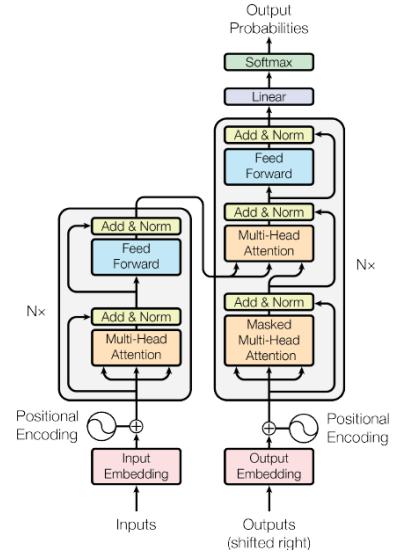 Output
Probabilities
Softmax
Linear
Add & Norm
Feed
Forward
Add & Norm
Multi-Head
Attention
Nx
Add & Norm
Masked
Multi-Head
Attention
Add & Norm
Feed
Forward
Nx
Add & Norm
Multi-Head
Attention
Positional
Encoding
Positional
Encoding
Input
Embedding
Output
Embedding
Inputs
Outputs
(shifted right)